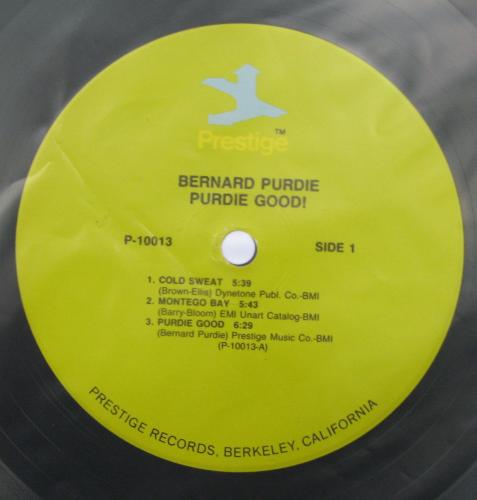 Prestige™
BERNARD PURDIE
PURDIE GOOD!
P-10013 SIDE 1
1. COLD SWEAT 5:39
(Brown-Ellis) Dynetone Publ. Co.-BMI
2. MONTEGO BAY 5:43
(Barry-Bloom) EMI Unart Catalog-BMI
3. PURDIE GOOD 6:29
(Bernard Purdie) Prestige Music Co.-BMI
(P-10013-A)
PRESTIGE RECORDS, BERKELEY, CALIFORNIA